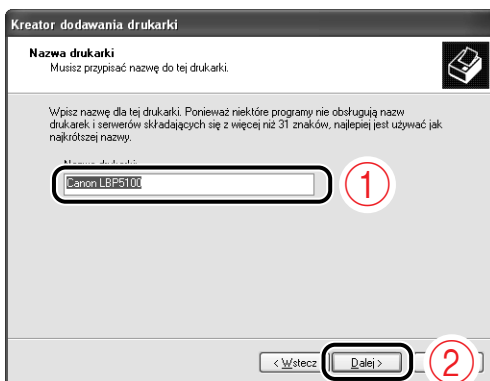 Kreator dodawania drukarki
Nazwa drukarki
Musisz przypisać nazwę do tej drukarki.
Wpisz nazwę dla tej drukarki. Ponieważ niektóre programy nie obsługują nazw
drukarek i serwerów składających się z więcej niż 31 znaków, najlepiej jest używać jak
najkrótszej nazwy.
Nazwa drukarki:
Canon LBP5100
1
< Wstecz
Dalej >
2